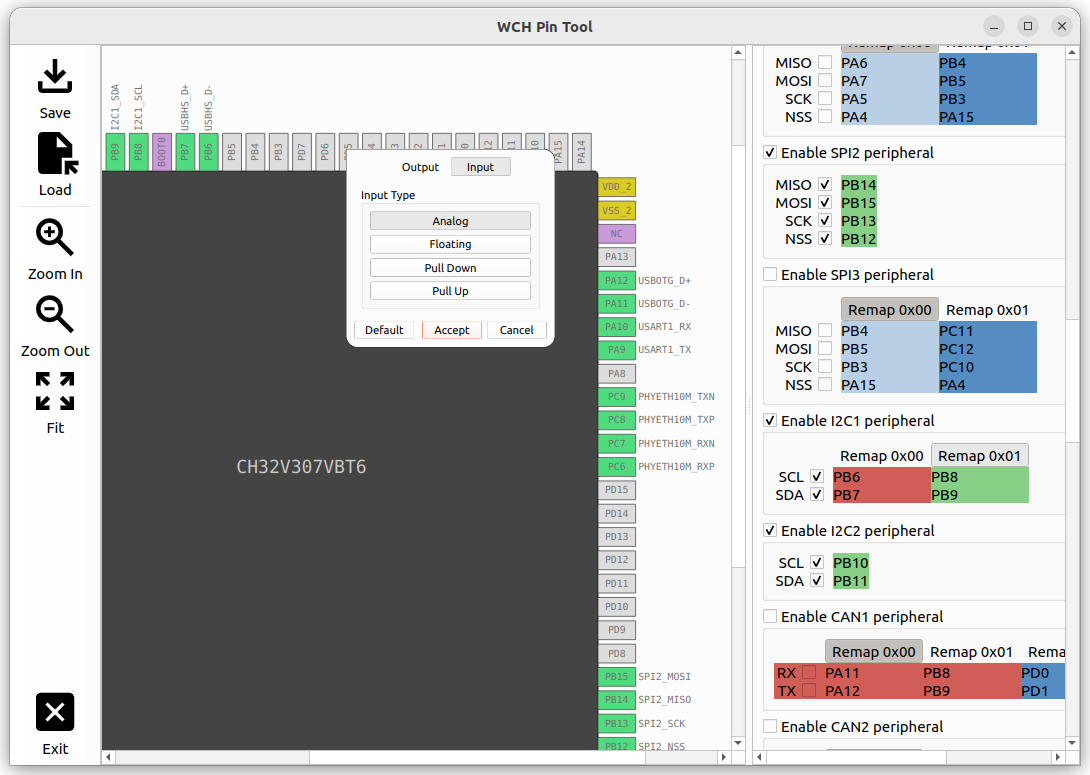 WCH Pin Tool
Save
Load
Zoom In
Zoom Out
Fit
Exit
I2C1_SDA
I2C1_SCL
USBHS_D+
USBHS_D-
PB9
PB8
BOOT0
PB7
PB6
PB5
PB4
PB3
PD7
PD6
PA15
PA14
Output
Input
Input Type
Analog
Floating
Pull Down
Pull Up
Default
Accept
Cancel
CH32V307VBT6
VDD_2
VSS_2
NC
PA13
PA12 USBOTG_D+
PA11 USBOTG_D-
PA10 USART1_RX
PA9 USART1_TX
PA8
PC9 PHYETH10M_TXN
PC8 PHYETH10M_TXP
PC7 PHYETH10M_RXN
PC6 PHYETH10M_RXP
PD15
PD14
PD13
PD12
PD11
PD10
PD9
PD8
PB15 SPI2_MOSI
PB14 SPI2_MISO
PB13 SPI2_SCK
PB12 SPI2_NSS
Remap 0x00 Remap 0x01
MISO PA6 PB4
MOSI PA7 PB5
SCK PA5 PB3
NSS PA4 PA15
Enable SPI2 peripheral
MISO PB14
MOSI PB15
SCK PB13
NSS PB12
Enable SPI3 peripheral
Remap 0x00 Remap 0x01
MISO PB4 PC11
MOSI PB5 PC12
SCK PB3 PC10
NSS PA15 PA4
Enable I2C1 peripheral
Remap 0x00 Remap 0x01
SCL PB6 PB8
SDA PB7 PB9
Enable I2C2 peripheral
SCL PB10
SDA PB11
Enable CAN1 peripheral
Remap 0x00 Remap 0x01 Rema
RX PA11 PB8 PD0
TX PA12 PB9 PD1
Enable CAN2 peripheral